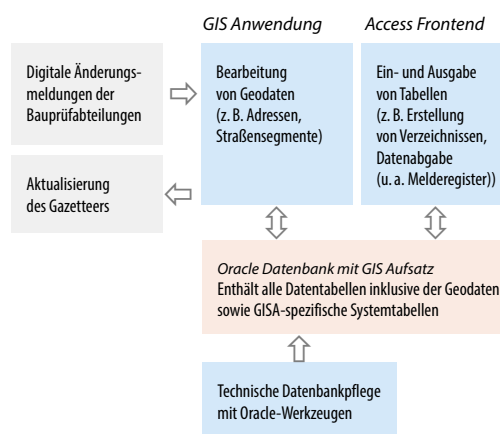 GIS Anwendung
Access Frontend
Digitale Änderungs-
meldungen der
Bauprüfabteilungen
Aktualisierung
des Gazetteers
Bearbeitung
von Geodaten
(z. B. Adressen,
Straßensegmente)
Ein- und Ausgabe
von Tabellen
(z. B. Erstellung
von Verzeichnissen,
Datenabgabe
(u. a. Melderegister))
Oracle Datenbank mit GIS Aufsatz
Enthält alle Datentabellen inklusive der Geodaten
sowie GISA-spezifische Systemtabellen
Technische Datenbankpflege
mit Oracle-Werkzeugen